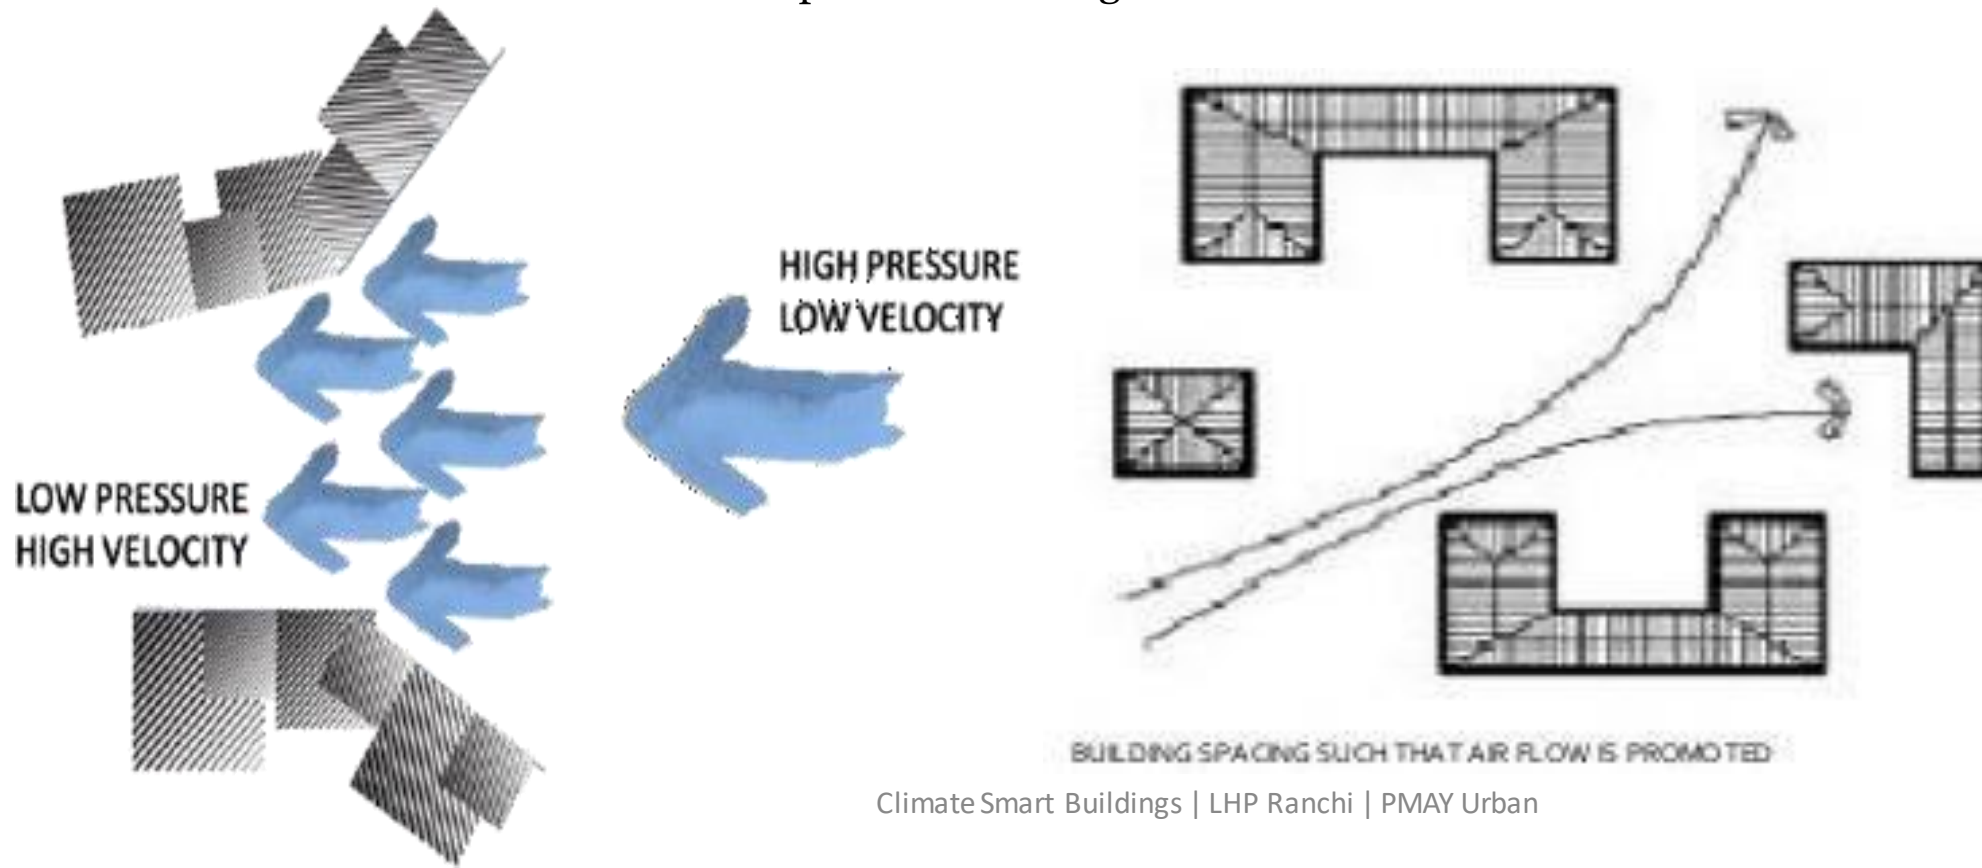 HIGH PRESSURE
LOW VELOCITY
LOW PRESSURE
HIGH VELOCITY
BUILDING SPACING SUCH THAT AIR FLOW IS PROMOTED
Climate Smart Buildings | LHP Ranchi | PMAY Urban